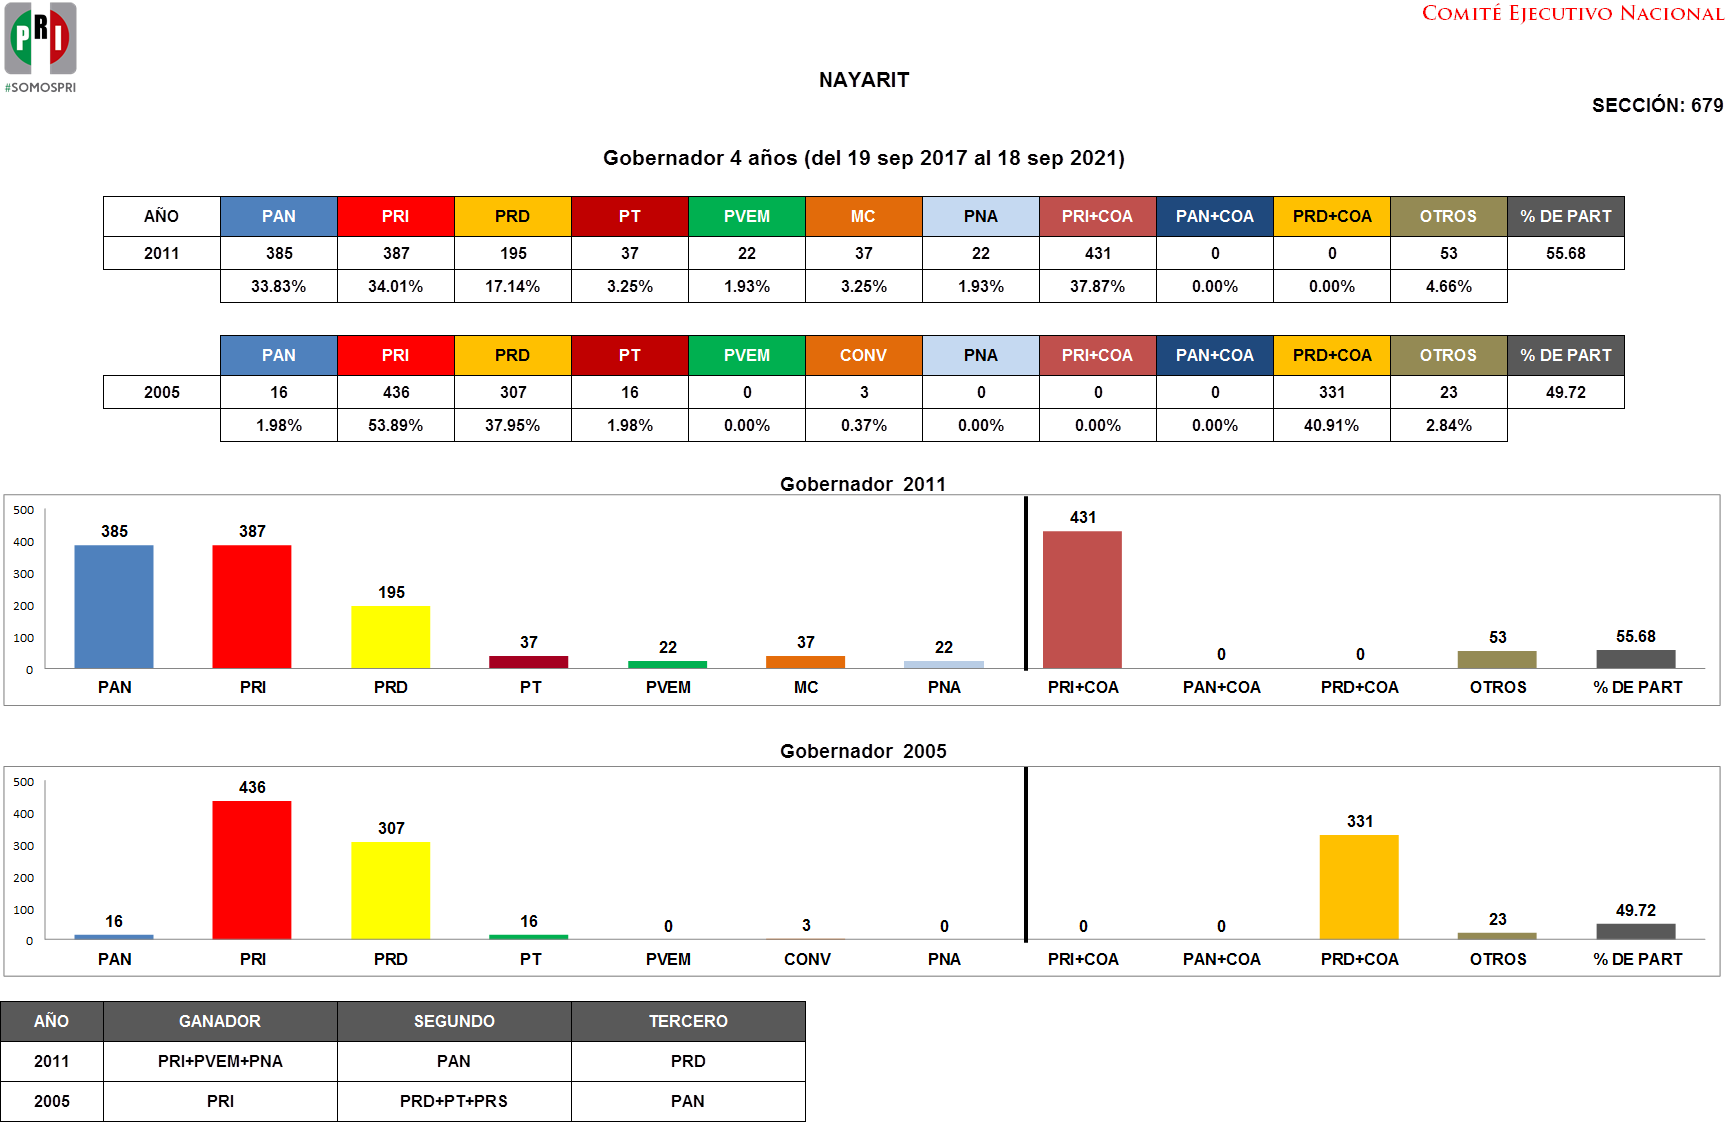 PRI
#SOMOSPRI
COMITÉ EJECUTIVO NACIONAL
NAYARIT
SECCIÓN: 679
Gobernador 4 años (del 19 sep 2017 al 18 sep 2021)
AÑO PAN PRI PRD PT PVEM MC PNA PRI+COA PAN+COA PRD+COA OTROS % DE PART
2011 385 387 195 37 22 37 22 431 0 0 53 55.68
33.83% 34.01% 17.14% 3.25% 1.93% 3.25% 1.93% 37.87% 0.00% 0.00% 4.66%
PAN PRI PRD PT PVEM CONV PNA PRI+COA PAN+COA PRD+COA OTROS % DE PART
2005 16 436 307 16 0 3 0 0 0 331 23 49.72
1.98% 53.89% 37.95% 1.98% 0.00% 0.37% 0.00% 0.00% 0.00% 40.91% 2.84%
Gobernador 2011
500
400
300
200
100
0
385 387 195 37 22 37 22 431 0 0 53 55.68
PAN PRI PRD PT PVEM MC PNA PRI+COA PAN+COA PRD+COA OTROS % DE PART
Gobernador 2005
500
400
300
200
100
0
16 436 307 16 0 3 0 0 0 331 23 49.72
PAN PRI PRD PT PVEM CONV PNA PRI+COA PAN+COA PRD+COA OTROS % DE PART
AÑO GANADOR SEGUNDO TERCERO
2011 PRI+PVEM+PNA PAN PRD
2005 PRI PRD+PT+PRS PAN